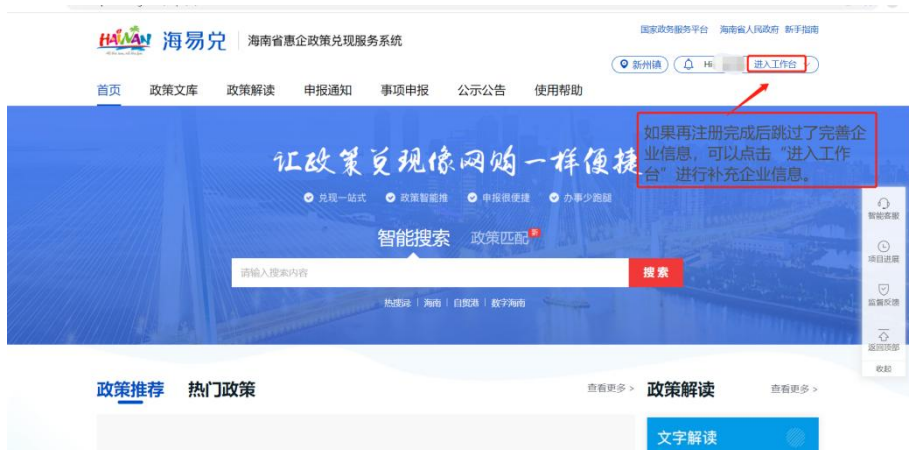 国家政务服务平台 海南省人民政府 新手指南
HAINAN 海易兑 海南省惠企政策兑现服务系统
新州镇 Hi 进入工作台
首页 政策文库 政策解读 申报通知 事项申报 公示公告 使用帮助
如果再注册完成后跳过了完善企
业信息，可以点击“进入工作
台”进行补充企业信息。
让政策兑现像网购一样便捷
兑现一站式 政策智能推 申报很便捷 办事少跑腿
智能搜索 政策匹配 新
请输入搜索内容 搜索
热搜词 海南 自贸港 数字海南
智能客服
项目进展
监督反馈
返回顶部
收起
政策推荐 热门政策 查看更多 >
政策解读 查看更多 >
文字解读